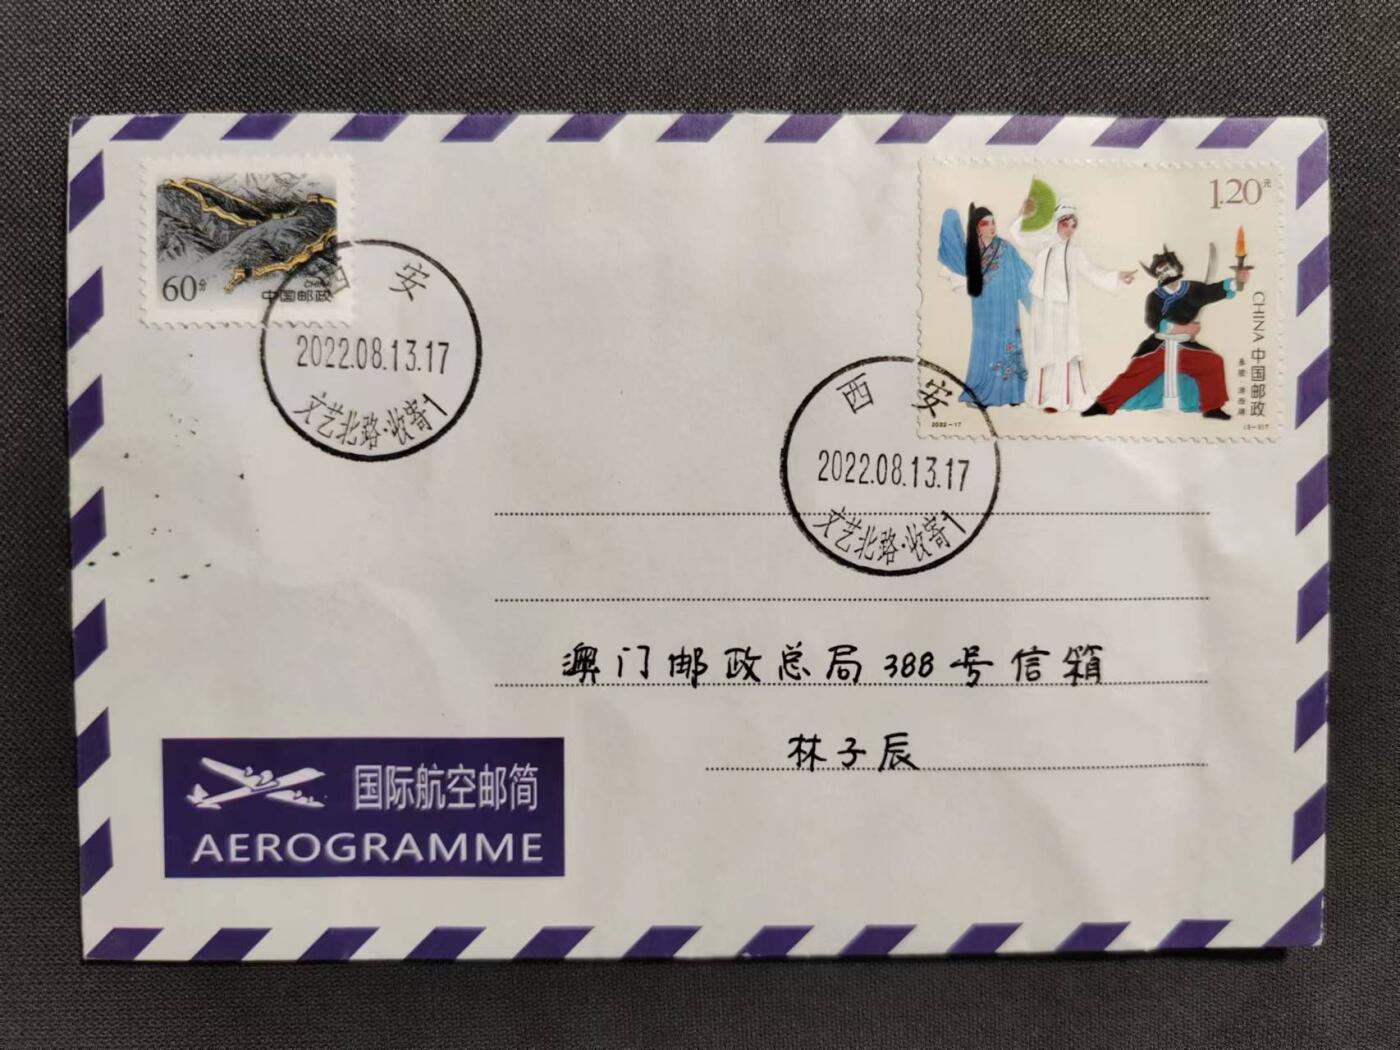 60分
CHINA
中国邮政
西安
2022.08.13.17
文艺北路·收寄1
1.20元
CHINA 中国邮政
2022-17
西安
2022.08.13.17
文艺北路·收寄1
澳门邮政总局388号信箱
林子辰
国际航空邮简
AEROGRAMME